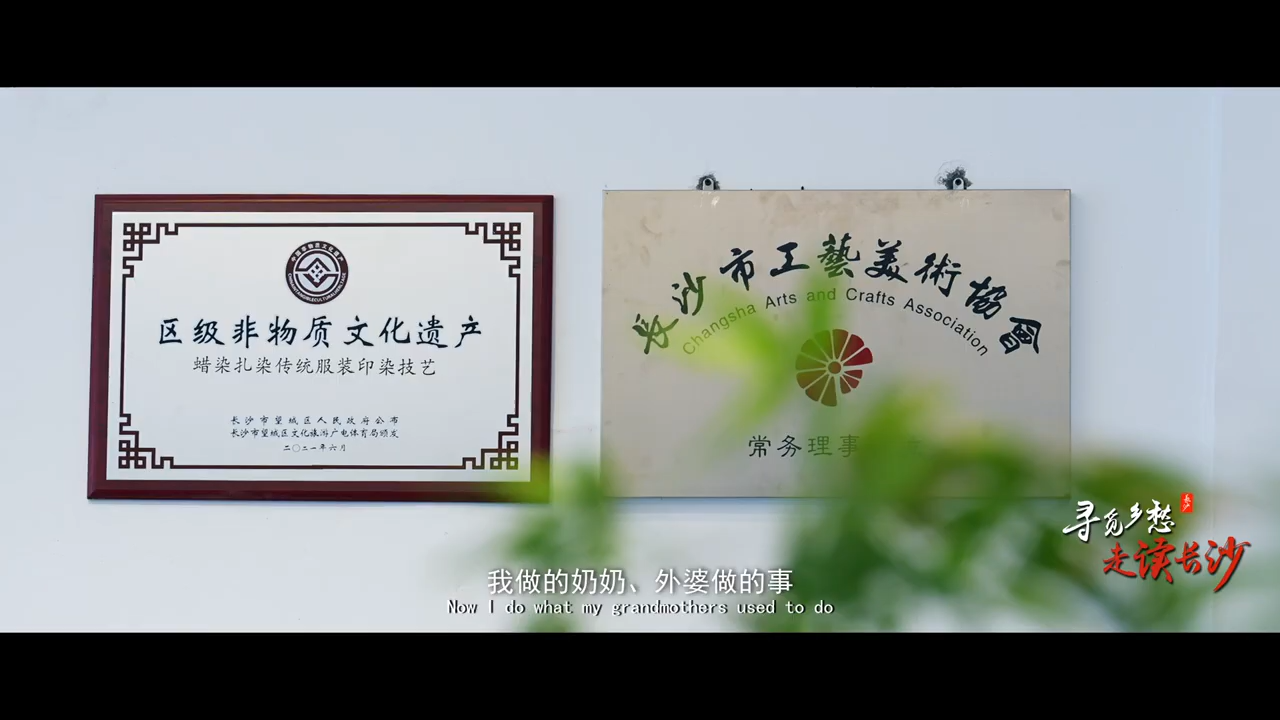 区级非物质文化遗产
蜡染扎染传统服装印染技艺
长沙市望城区人民政府公布
长沙市望城区文化旅游广电体育局颁发
二〇二一年六月
长沙市工藝美術協會
Changsha Arts and Crafts Association
常务理事
寻觅乡愁
长沙
走读长沙
我做的奶奶、外婆做的事
Now I do what my grandmothers used to do